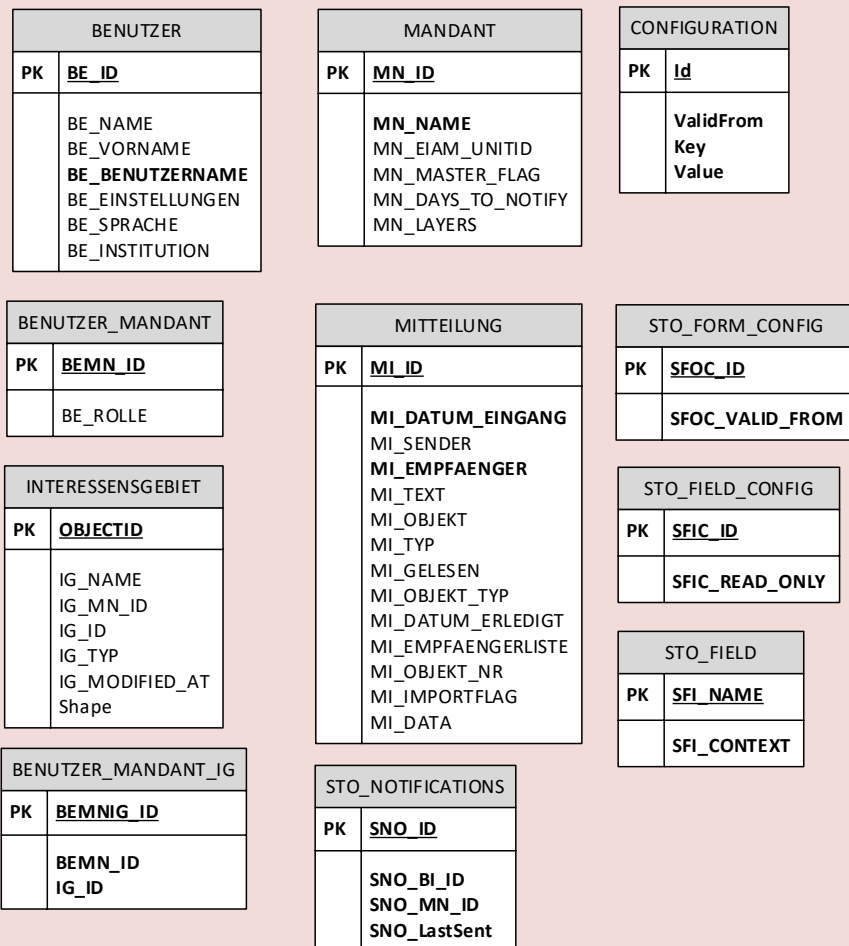 BENUTZER
PK BE_ID
BE_NAME
BE_VORNAME
BE_BENUTZERNAME
BE_EINSTELLUNGEN
BE_SPRACHE
BE_INSTITUTION
MANDANT
PK MN_ID
MN_NAME
MN_EIAM_UNITID
MN_MASTER_FLAG
MN_DAYS_TO_NOTIFY
MN_LAYERS
CONFIGURATION
PK Id
ValidFrom
Key
Value
BENUTZER_MANDANT
PK BEMN_ID
BE_ROLLE
MITTEILUNG
PK MI_ID
MI_DATUM_EINGANG
MI_SENDER
MI_EMPFAENGER
MI_TEXT
MI_OBJEKT
MI_TYP
MI_GELESEN
MI_OBJEKT_TYP
MI_DATUM_ERLEDIGT
MI_EMPFAENGERLISTE
MI_OBJEKT_NR
MI_IMPORTFLAG
MI_DATA
STO_FORM_CONFIG
PK SFOC_ID
SFOC_VALID_FROM
INTERESSENSGEBIET
PK OBJECTID
IG_NAME
IG_MN_ID
IG_ID
IG_TYP
IG_MODIFIED_AT
Shape
STO_FIELD_CONFIG
PK SFIC_ID
SFIC_READ_ONLY
STO_FIELD
PK SFI_NAME
SFI_CONTEXT
BENUTZER_MANDANT_IG
PK BEMNIG_ID
BEMN_ID
IG_ID
STO_NOTIFICATIONS
PK SNO_ID
SNO_BI_ID
SNO_MN_ID
SNO_LastSent